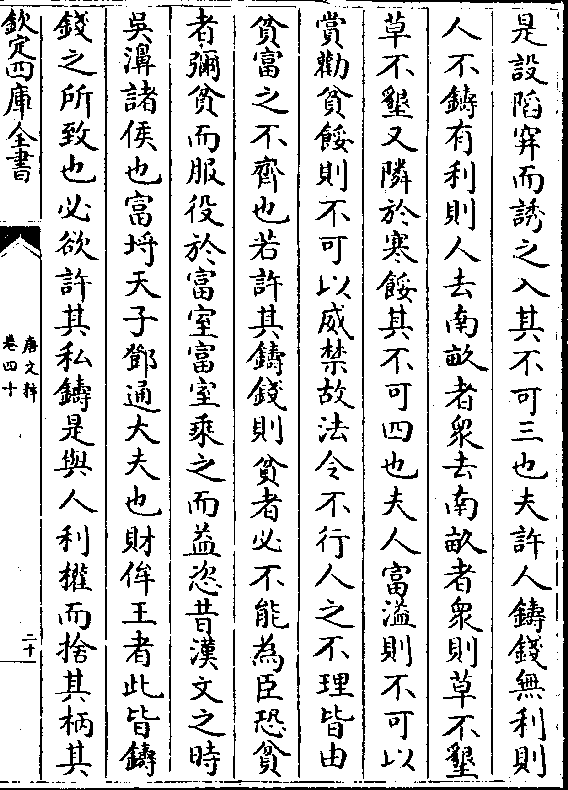 是設陷穽而誘之入其不可三也夫許人鑄錢無利則
人不鑄有利則人去南畝者衆去南畝者衆則草不墾
草不墾又隣於寒餒其不可四也夫人富溢則不可以
賞勸貧餒則不可以威禁故法令不行人之不理皆由
貧富之不齊也若許其鑄錢則貧者必不能為臣恐貧
者彌貧而服役於富室富室乘之而益恣昔漢文之時
吳濞諸侯也富埓天子鄧通大夫也財侔王者此皆鑄
錢之所致也必欲許其私鑄是與人利權而捨其柄其
欽定四庫全書
唐文粹
卷四十
二十